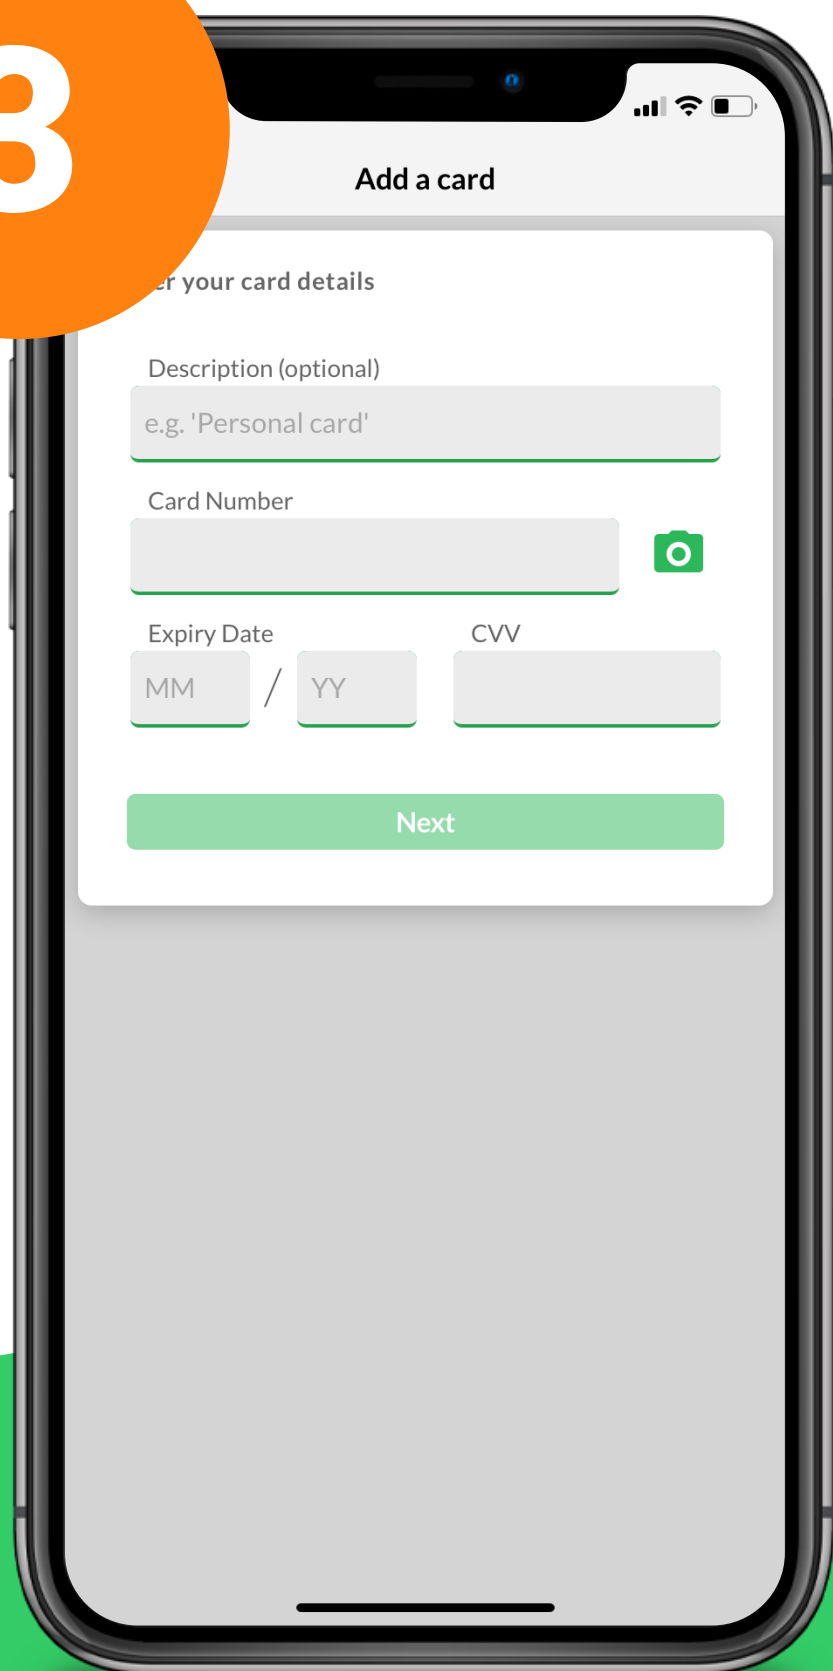 3
Add a card
your card details
Description (optional)
e.g. 'Personal card'
Card Number
Expiry Date CVV
MM / YY
Next